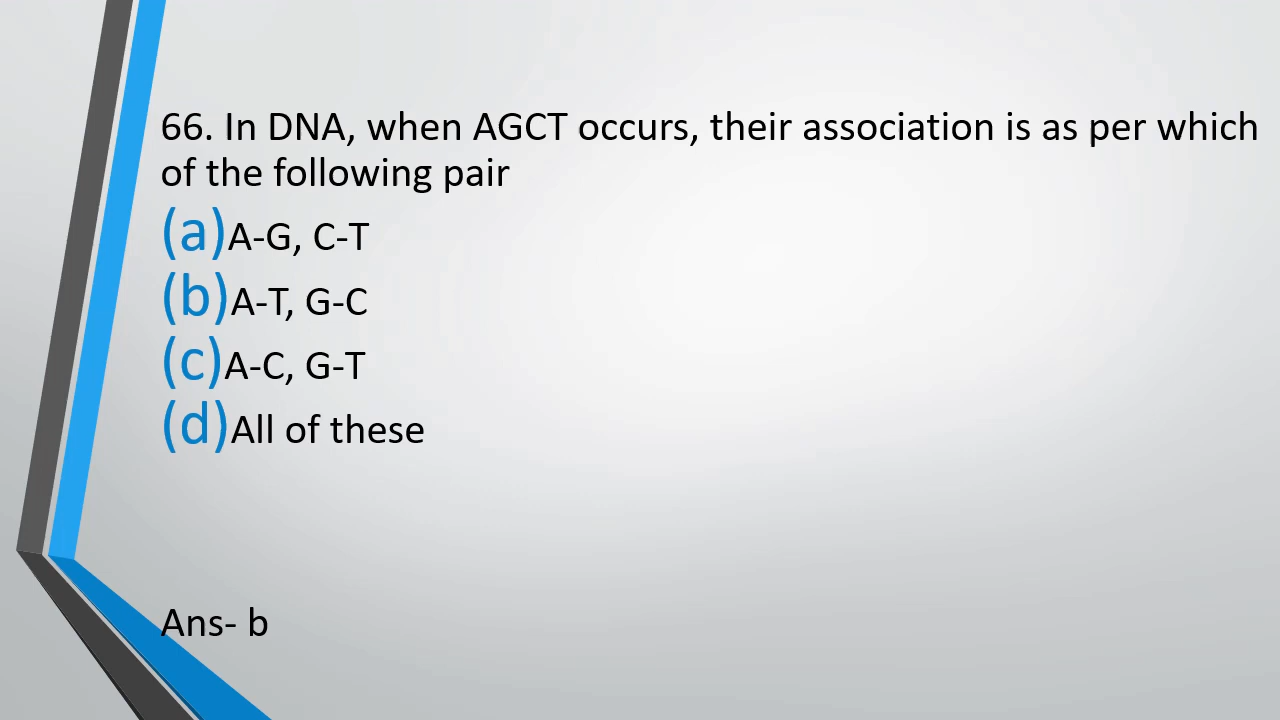 66. In DNA, when AGCT occurs, their association is as per which
of the following pair
(a)A-G, C-T
(b)A-T, G-C
(c)A-C, G-T
(d)All of these
Ans- b